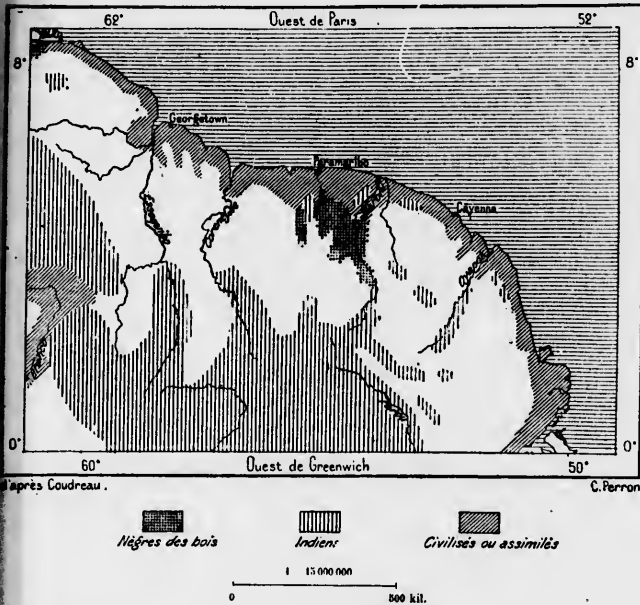 62° Ouest de Paris 52°
8° 8°
Georgetown
Paramaribo
Cayenne
0° 0°
60° Ouest de Greenwich 50°
d'après Coudreau. C. Perron
Nègres des bois Indiens Civilisés ou assimilés
1 15 000 000
0 500 kil.